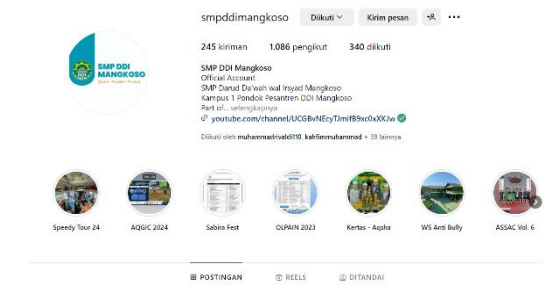 smpddimangkoso Diikuti Kirim pesan
245 kiriman 1.086 pengikut 340 diikuti
SMP DDI
MANGKOSO
SMP DDI Mangkoso
Official Account
SMP Darud Da'wah wal Irsyad Mangkoso
Kampus 1 Pondok Pesantren DDI Mangkoso
Part of... selengkapnya
youtube.com/channel/UCGBvNEcyTJmifB9xc0xXKJw
Diikuti oleh muhammadrivaldi110, kahfimmuhammad + 39 lainnya
Speedy Tour 24 AQGIC 2024 Sabira Fest OLPAIN 2023 Kertas - Aqsha WS Anti Bully ASSAC Vol. 6
POSTINGAN REELS DITANDAI